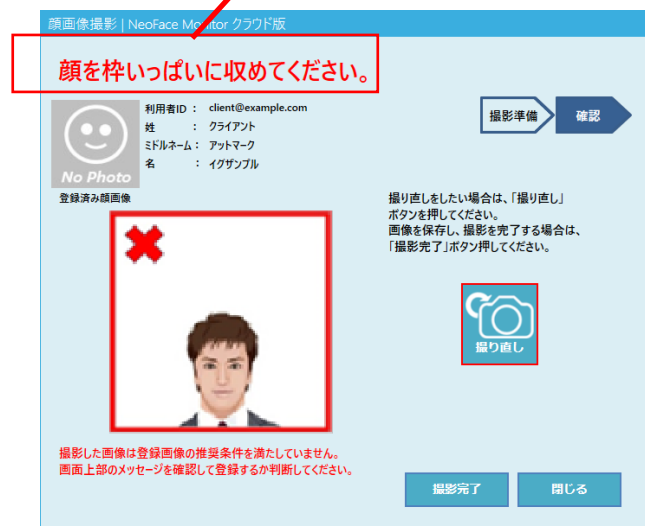 顔画像撮影 | NeoFace Monitor クラウド版
顔を枠いっぱいに収めてください。
利用者ID : client@example.com
姓 : クライアント
ミドルネーム : アットマーク
名 : イグザンプル
No Photo
登録済み顔画像
撮影準備
確認
撮り直しをしたい場合は、「撮り直し」
ボタンを押してください。
画像を保存し、撮影を完了する場合は、
「撮影完了」ボタン押してください。
撮り直し
撮影した画像は登録画像の推奨条件を満たしていません。
画面上部のメッセージを確認して登録するか判断してください。
撮影完了
閉じる